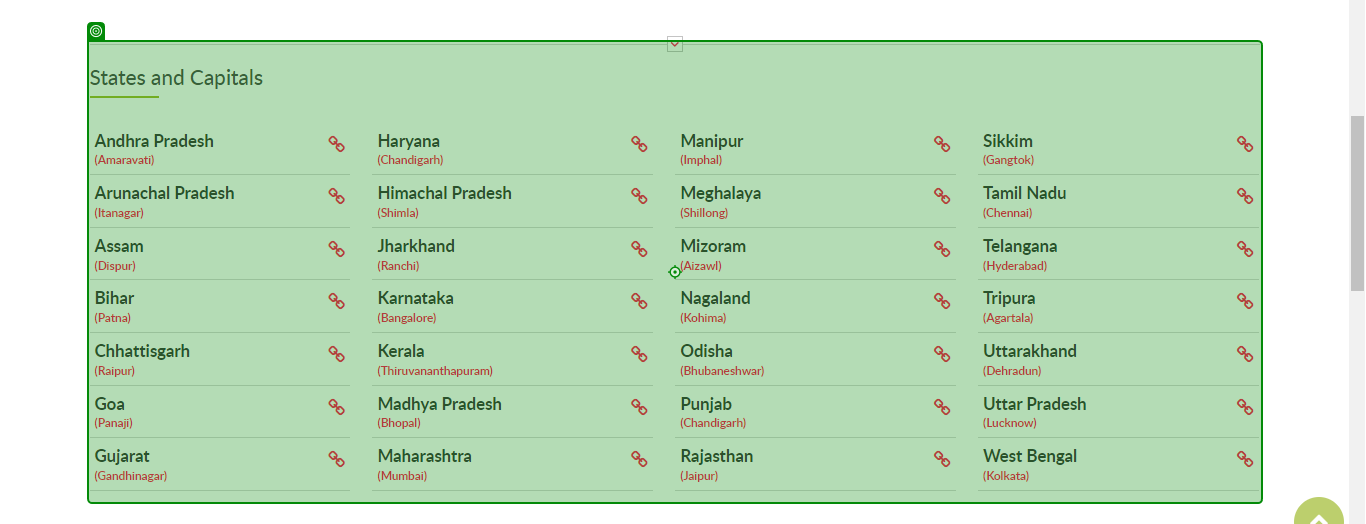 States and Capitals
Andhra Pradesh
(Amaravati)
Arunachal Pradesh
(Itanagar)
Assam
(Dispur)
Bihar
(Patna)
Chhattisgarh
(Raipur)
Goa
(Panaji)
Gujarat
(Gandhinagar)
Haryana
(Chandigarh)
Himachal Pradesh
(Shimla)
Jharkhand
(Ranchi)
Karnataka
(Bangalore)
Kerala
(Thiruvananthapuram)
Madhya Pradesh
(Bhopal)
Maharashtra
(Mumbai)
Manipur
(Imphal)
Meghalaya
(Shillong)
Mizoram
(Aizawl)
Nagaland
(Kohima)
Odisha
(Bhubaneshwar)
Punjab
(Chandigarh)
Rajasthan
(Jaipur)
Sikkim
(Gangtok)
Tamil Nadu
(Chennai)
Telangana
(Hyderabad)
Tripura
(Agartala)
Uttarakhand
(Dehradun)
Uttar Pradesh
(Lucknow)
West Bengal
(Kolkata)